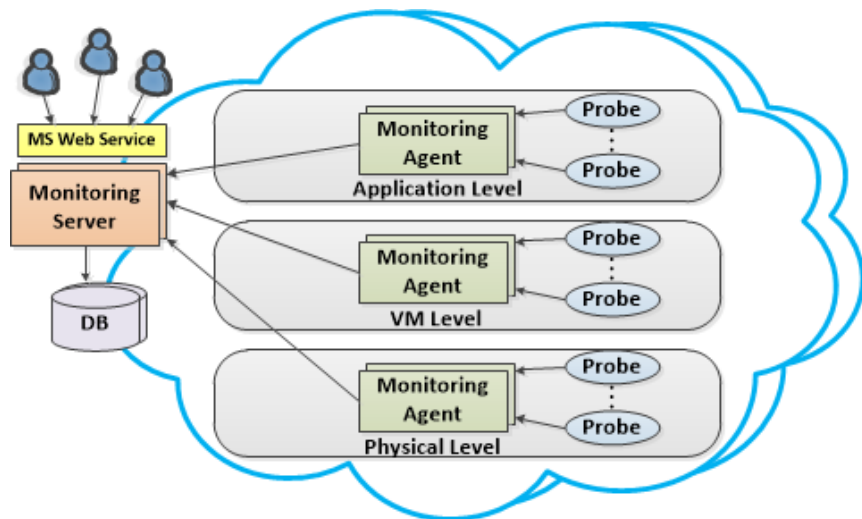 MS Web Service
Monitoring
Server
DB
Monitoring
Agent
Probe
Probe
Application Level
Monitoring
Agent
Probe
Probe
VM Level
Monitoring
Agent
Probe
Probe
Physical Level